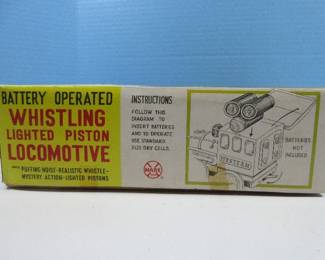 BATTERY OPERATED
WHISTLING
LIGHTED PISTON
LOCOMOTIVE
PUFFING NOISE-REALISTIC WHISTLE-
MYSTERY ACTION-LIGHTED PISTONS
INSTRUCTIONS
FOLLOW THIS
DIAGRAM TO
INSERT BATTERIES
AND TO OPERATE
USE STANDARD
SIZE DRY CELLS.
MARX
WESTERN
BATTERIES
NOT
INCLUDED